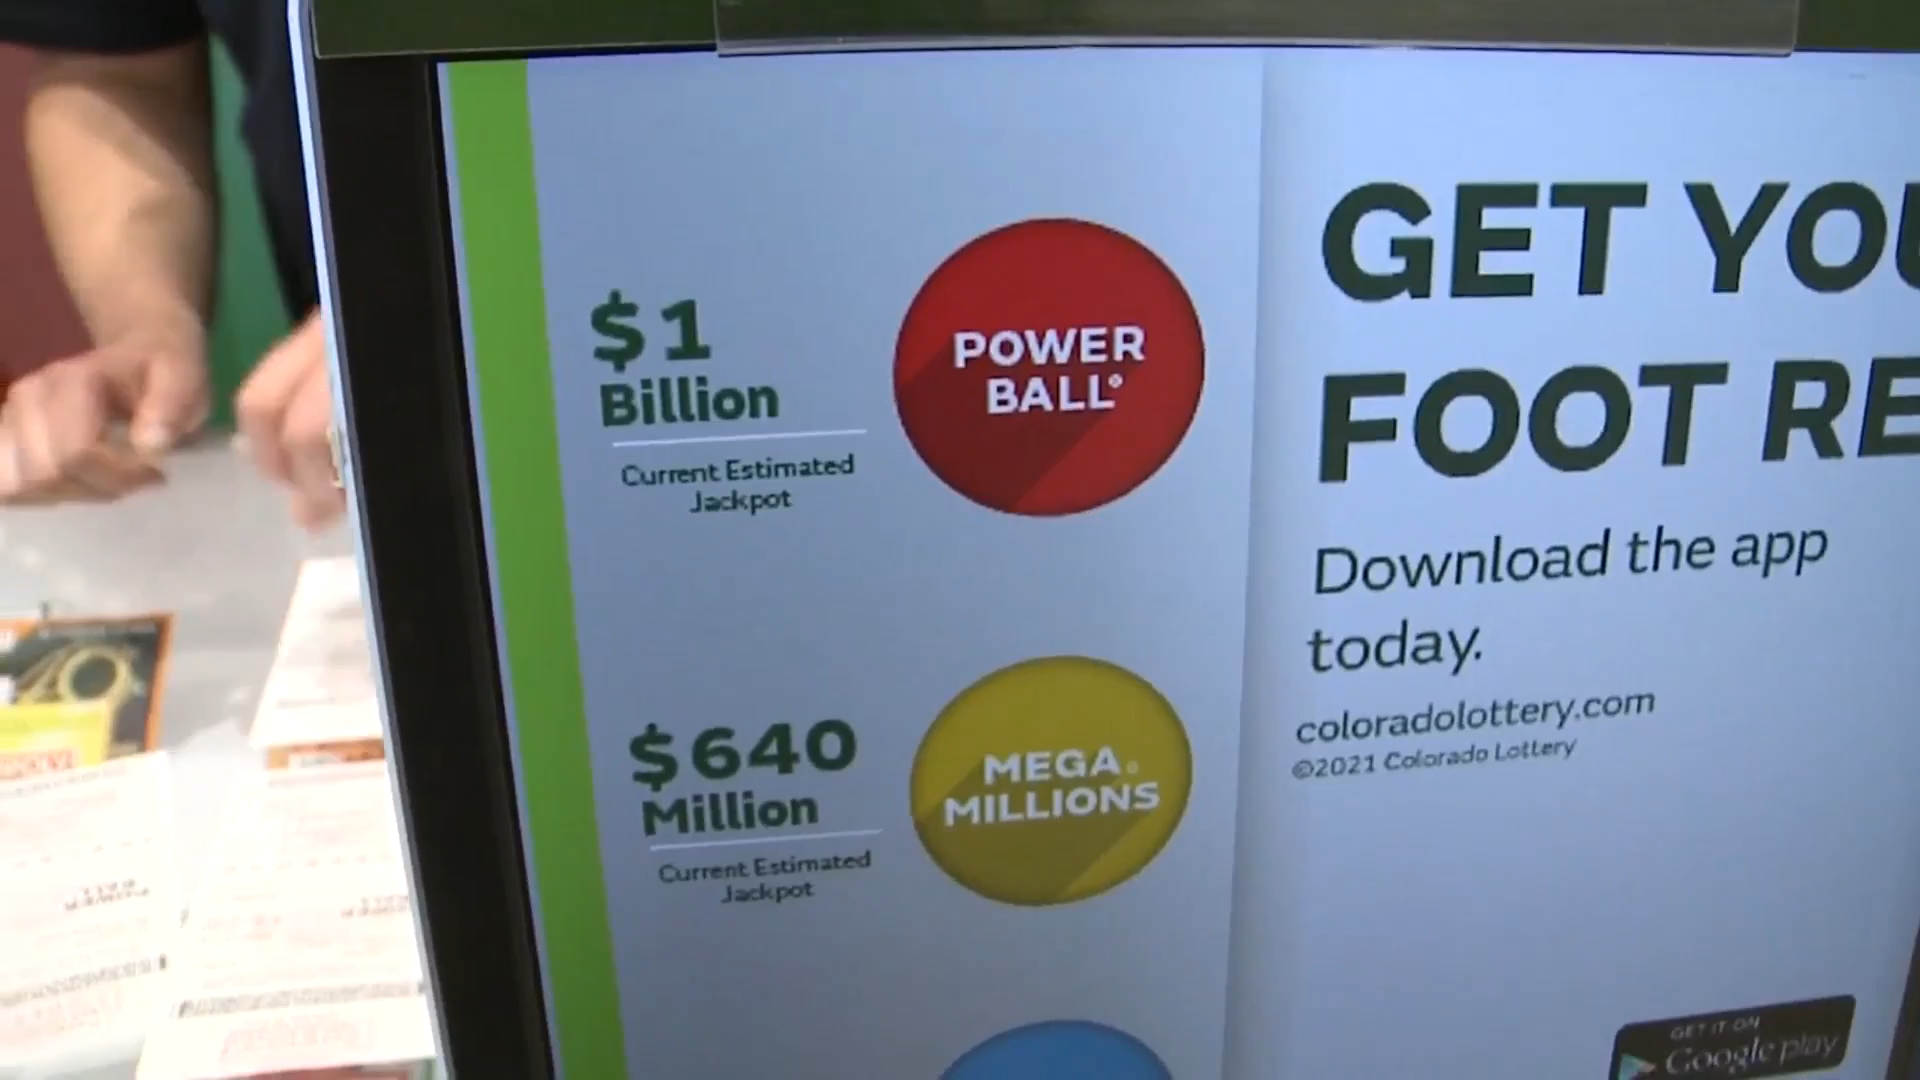 $1
Billion
Current Estimated
Jackpot
POWER
BALL®
$640
Million
Current Estimated
Jackpot
MEGA
MILLIONS
GET YOU
FOOT RE
Download the app
today.
coloradolottery.com
©2021 Colorado Lottery
GET IT ON
Google play